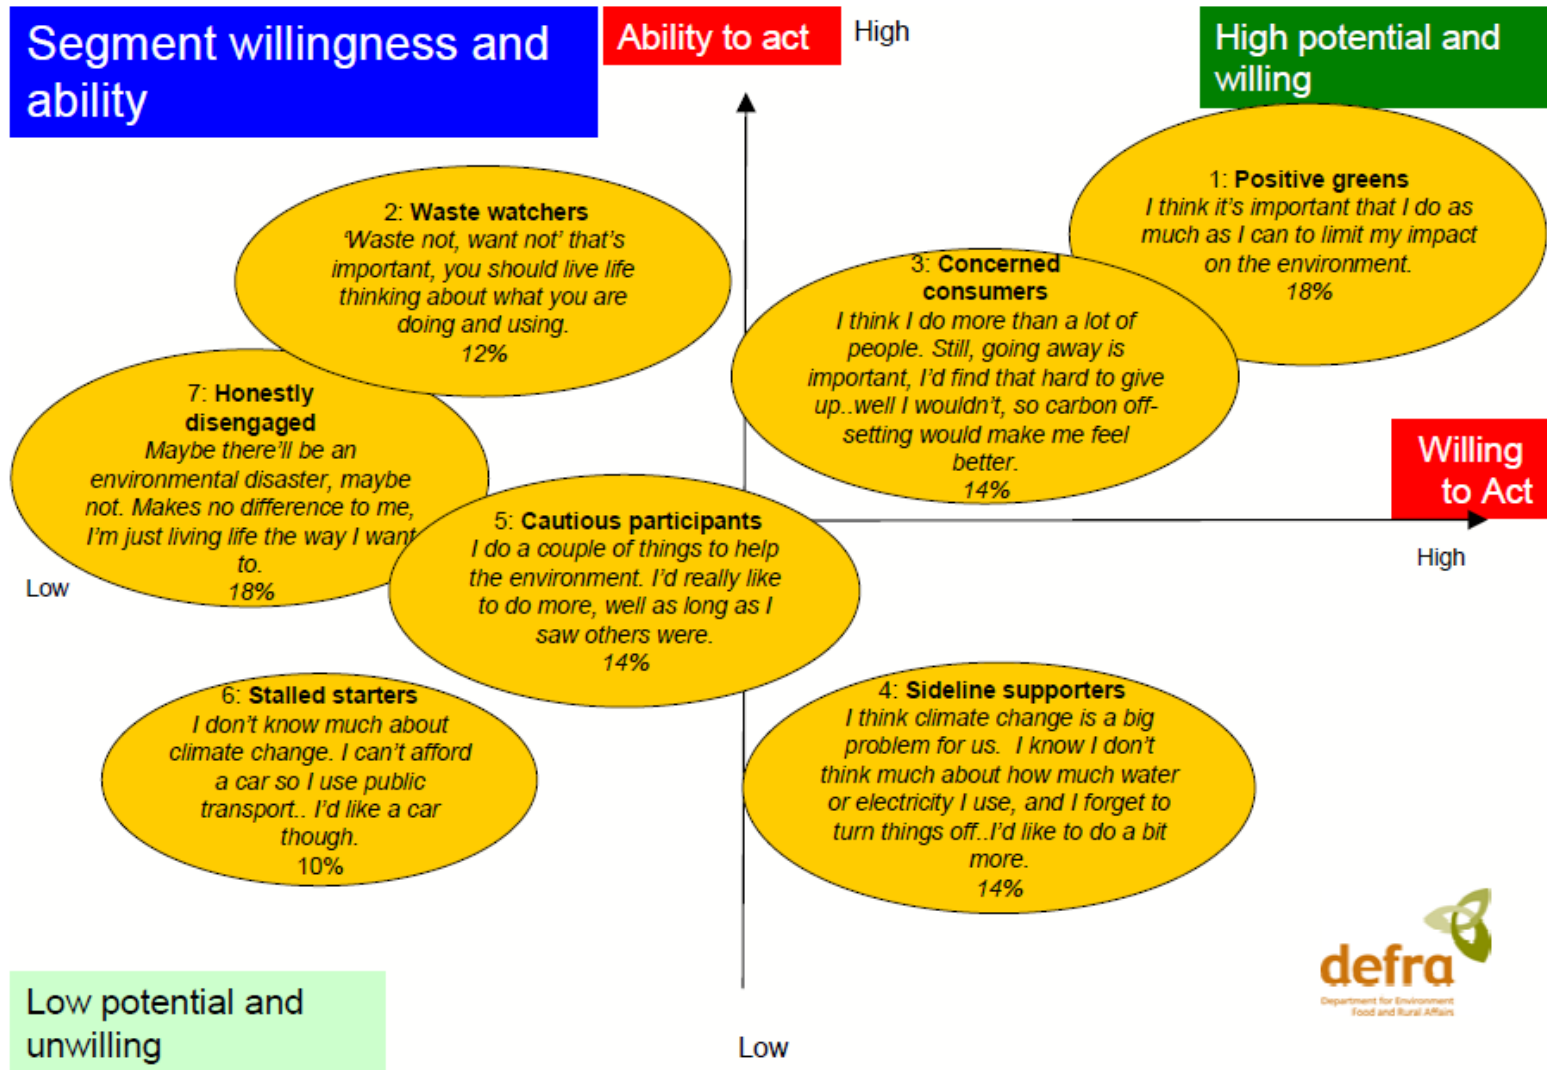 Segment willingness and
ability
Ability to act
High
High potential and
willing
1: Positive greens
I think it's important that I do as
much as I can to limit my impact
on the environment.
18%
2: Waste watchers
‘Waste not, want not’ that’s
important, you should live life
thinking about what you are
doing and using.
12%
3: Concerned
consumers
I think I do more than a lot of
people. Still, going away is
important, I’d find that hard to give
up..well I wouldn’t, so carbon off-
setting would make me feel
better.
14%
7: Honestly
disengaged
Maybe there’ll be an
environmental disaster, maybe
not. Makes no difference to me,
I’m just living life the way I want
to.
18%
Willing
to Act
High
Low
5: Cautious participants
I do a couple of things to help
the environment. I’d really like
to do more, well as long as I
saw others were.
14%
6: Stalled starters
I don’t know much about
climate change. I can’t afford
a car so I use public
transport.. I’d like a car
though.
10%
4: Sideline supporters
I think climate change is a big
problem for us.  I know I don’t
think much about how much water
or electricity I use, and I forget to
turn things off..I’d like to do a bit
more.
14%
defra
Department for Environment
Food and Rural Affairs
Low potential and
unwilling
Low